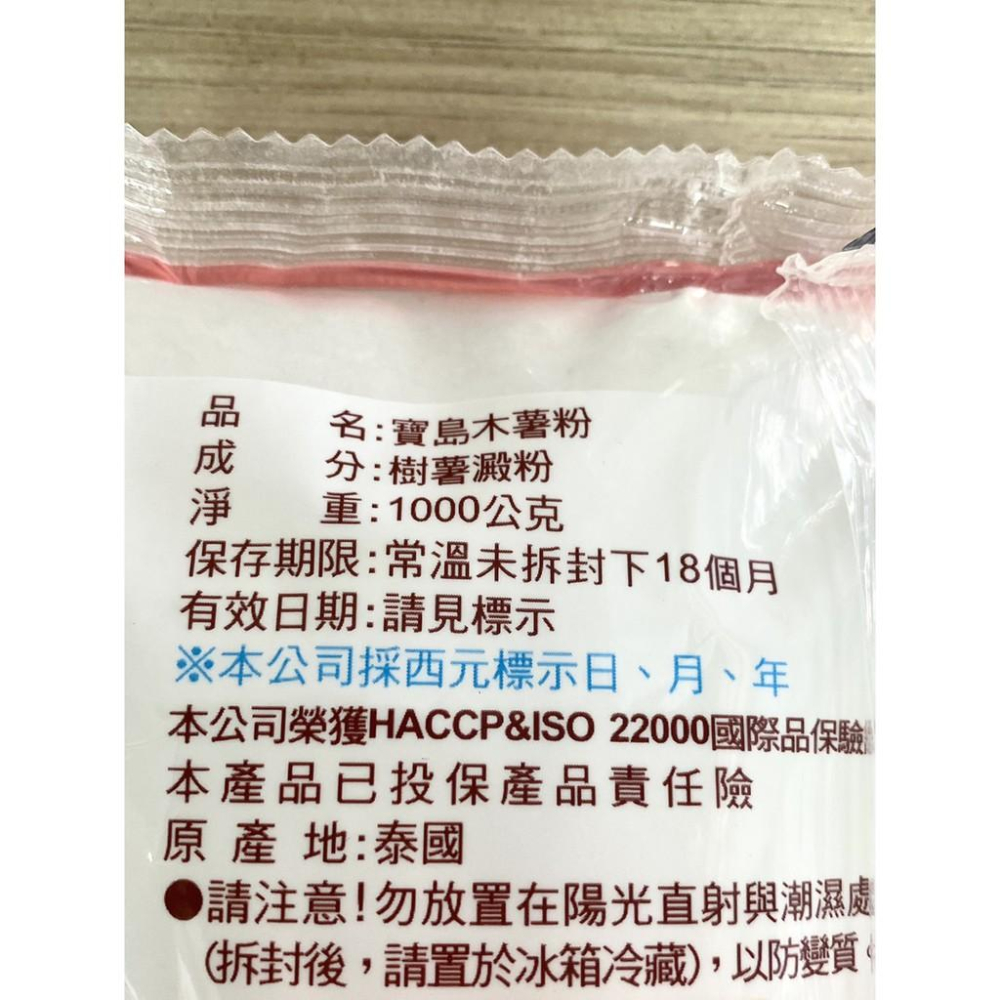 品名:寶島木薯粉
成分:樹薯澱粉
淨重:1000公克
保存期限:常溫未拆封下18個月
有效日期:請見標示
※本公司採西元標示日、月、年
本公司榮獲HACCP&ISO 22000國際品保驗
本產品已投保產品責任險
原產地:泰國
●請注意!勿放置在陽光直射與潮濕處
(拆封後,請置於冰箱冷藏),以防變質。